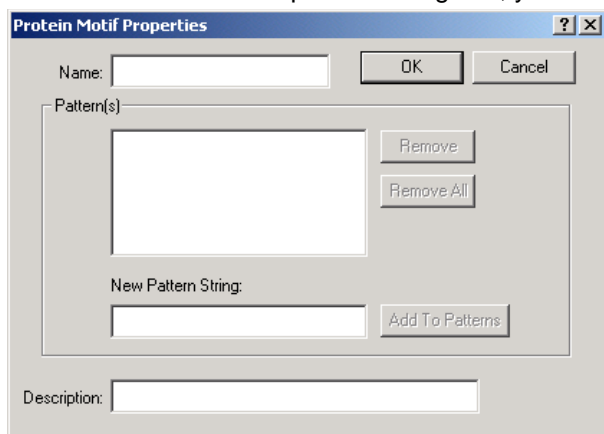 Protein Motif Properties
Name:
OK
Cancel
Pattern(s)
Remove
Remove All
New Pattern String:
Add To Patterns
Description: